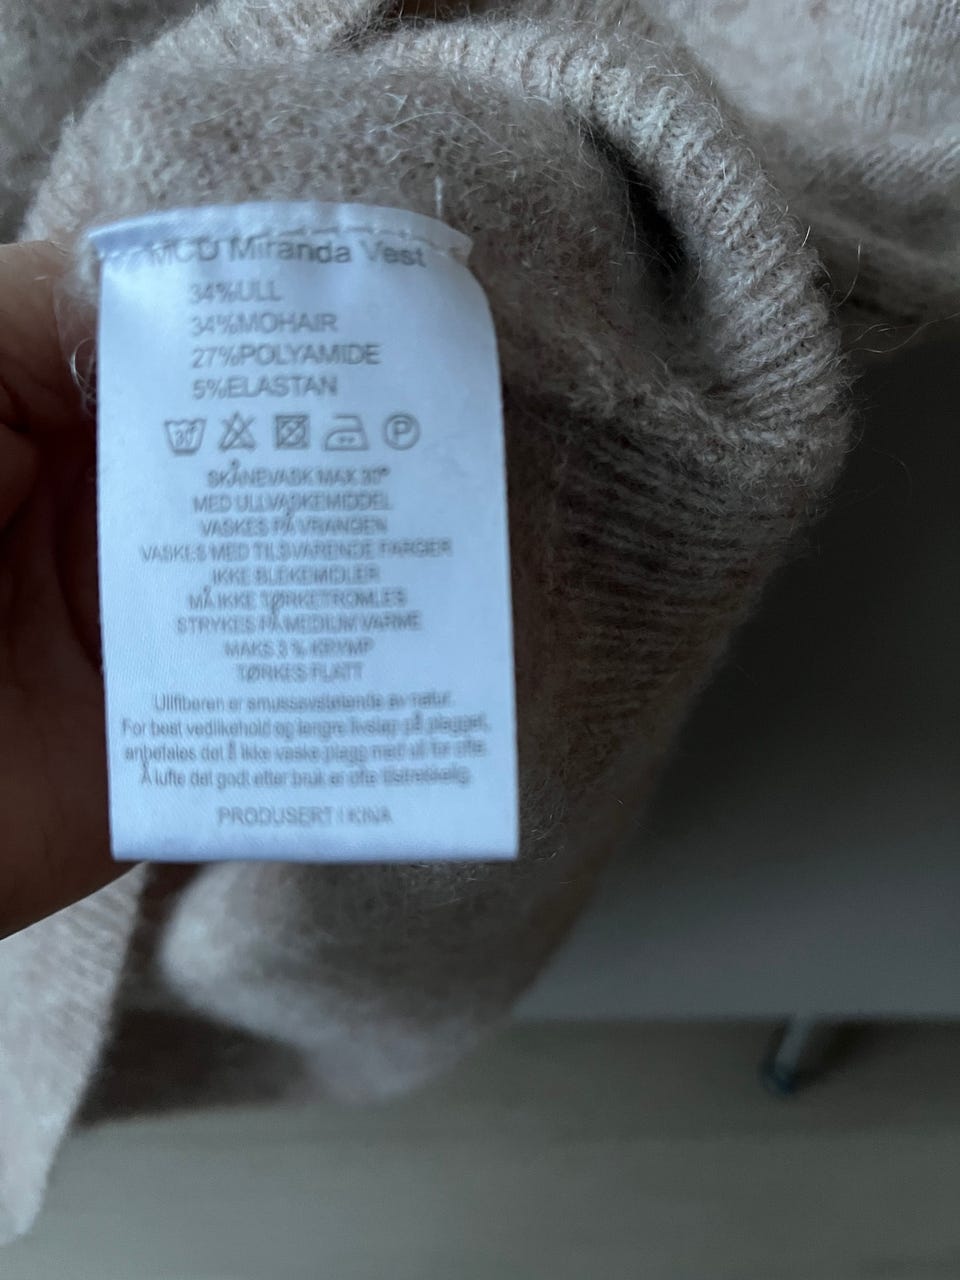 MCD Miranda Vest
34%ULL
34%MOHAIR
27%POLYAMIDE
5%ELASTAN
30° P
SKÅNEVASK MAX 30°
MED ULLVASKEMIDDEL
VASKES PÅ VRANGEN
VASKES MED TILSVARENDE FARGER
IKKE BLEKEMIDLER
MÅ IKKE TØRKETROMLES
STRYKES PÅ MEDIUM VARME
MAKS 3 % KRYMP
TØRKES FLATT
Ullfiberen er smussavstøtende av natur.
For best vedlikehold og lengre livsløp på plagget,
anbefales det å ikke vaske plagg med ull for ofte.
Å lufte det godt etter bruk er ofte tilstrekkelig.
PRODUSERT I KINA